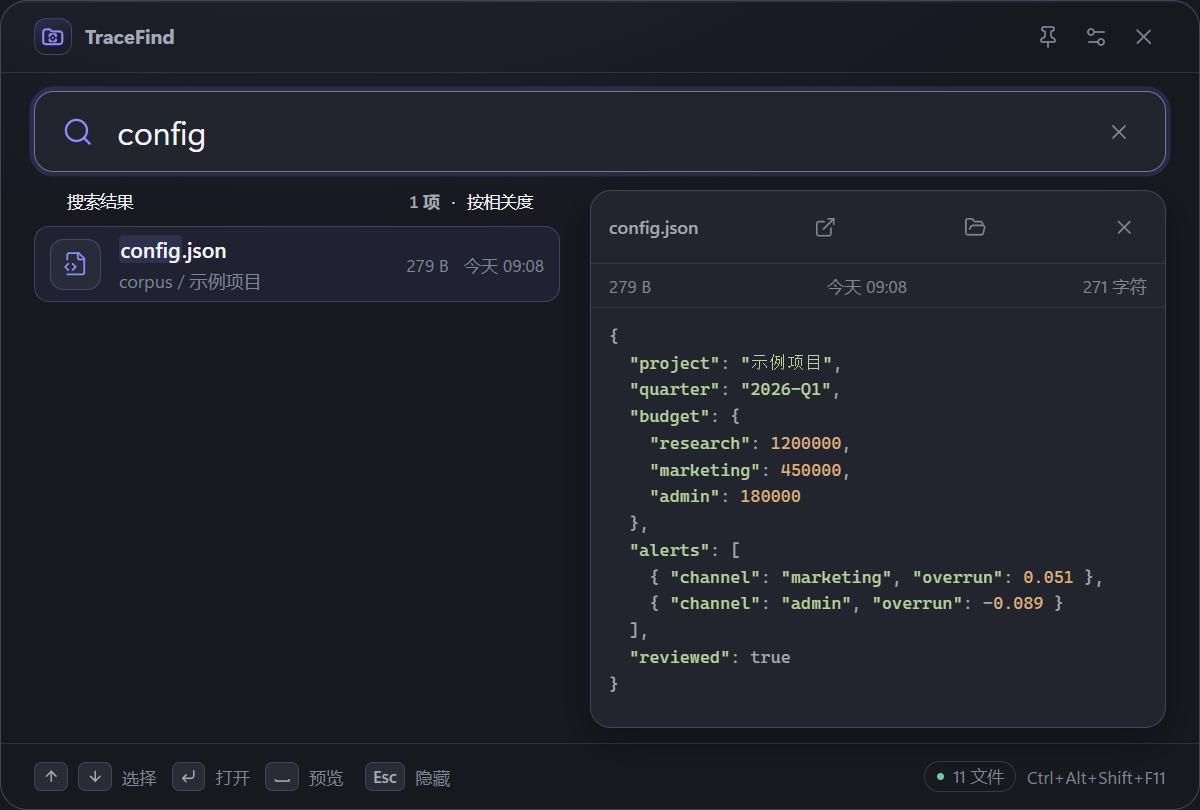 TraceFind
config
搜索结果
1 项 · 按相关度
config.json
corpus / 示例项目
279 B 今天 09:08
config.json
279 B 今天 09:08 271 字符
{
  "project": "示例项目",
  "quarter": "2026-Q1",
  "budget": {
    "research": 1200000,
    "marketing": 450000,
    "admin": 180000
  },
  "alerts": [
    { "channel": "marketing", "overrun": 0.051 },
    { "channel": "admin", "overrun": -0.089 }
  ],
  "reviewed": true
}
↑ ↓ 选择 ↵ 打开 预览 Esc 隐藏
11 文件 Ctrl+Alt+Shift+F11